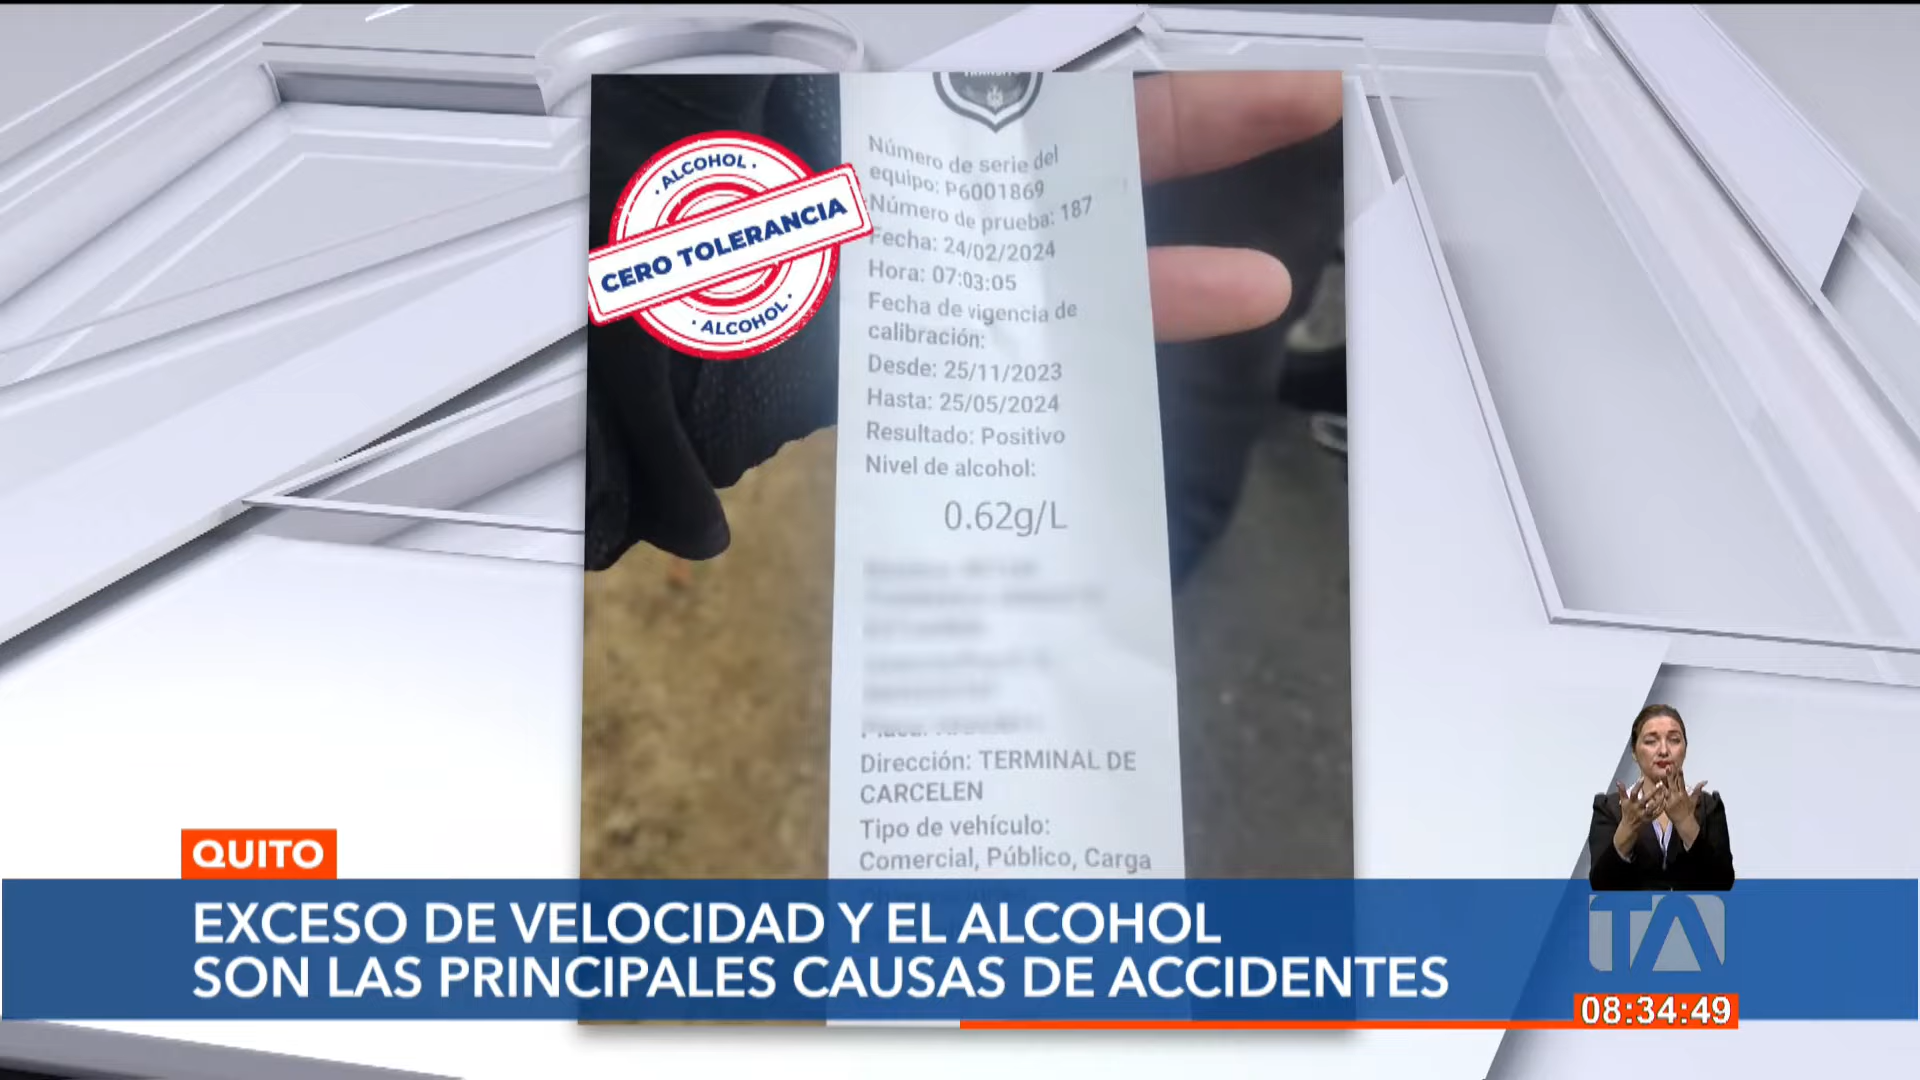 TRÁNSITO
Número de serie del
equipo: P6001869
Número de prueba: 187
Fecha: 24/02/2024
Hora: 07:03:05
Fecha de vigencia de
calibración:
Desde: 25/11/2023
Hasta: 25/05/2024
Resultado: Positivo
Nivel de alcohol:
0.62g/L
Dirección: TERMINAL DE
CARCELEN
Tipo de vehículo:
Comercial, Público, Carga
· ALCOHOL ·
CERO TOLERANCIA
· ALCOHOL ·
QUITO
EXCESO DE VELOCIDAD Y EL ALCOHOL
SON LAS PRINCIPALES CAUSAS DE ACCIDENTES
TA
08:34:49